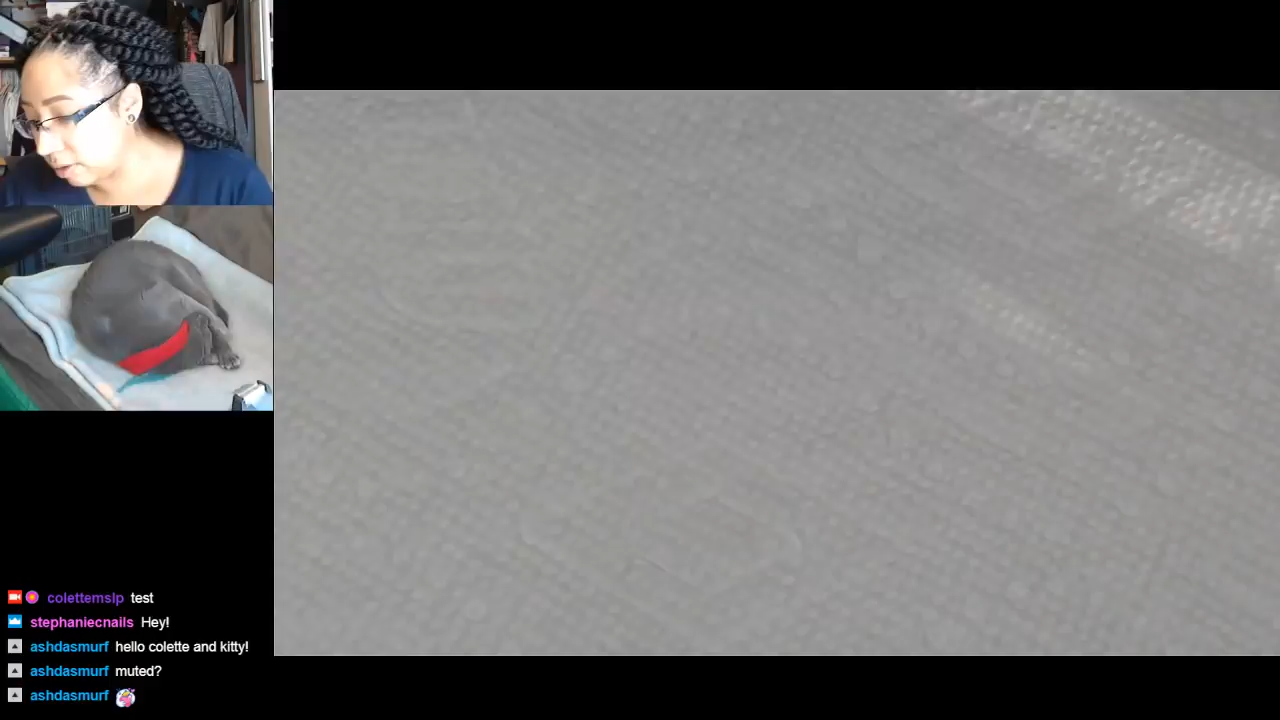 colettemslp test
stephaniecnails Hey!
ashdasmurf hello colette and kitty!
ashdasmurf muted?
ashdasmurf